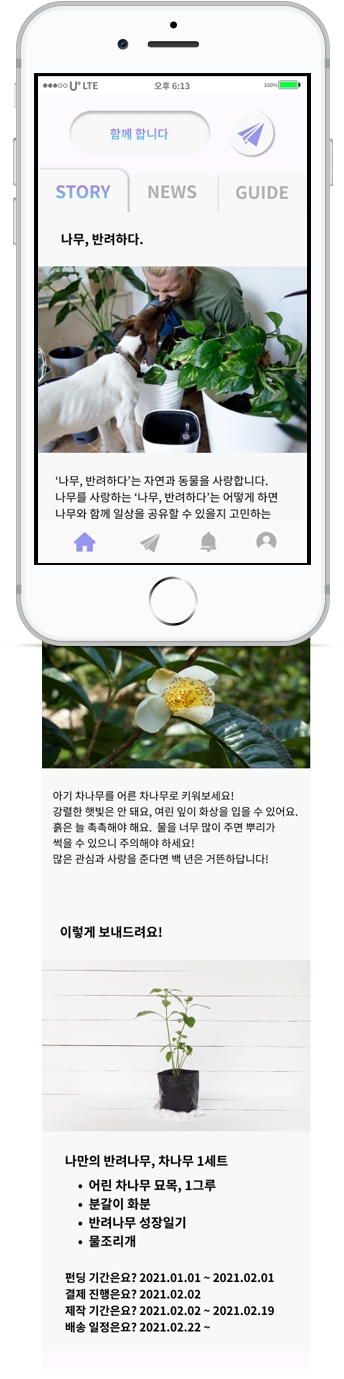 U+ LTE 오후 6:13 100%
함께 합니다
STORY NEWS GUIDE
나무, 반려하다.
‘나무, 반려하다’는 자연과 동물을 사랑합니다.
나무를 사랑하는 ‘나무, 반려하다’는 어떻게 하면
나무와 함께 일상을 공유할 수 있을지 고민하는
아기 차나무를 어른 차나무로 키워보세요!
강렬한 햇빛은 안 돼요, 여린 잎이 화상을 입을 수 있어요.
흙은 늘 촉촉해야 해요. 물을 너무 많이 주면 뿌리가
썩을 수 있으니 주의해야 하세요!
많은 관심과 사랑을 준다면 백 년은 거뜬하답니다!
이렇게 보내드려요!
나만의 반려나무, 차나무 1세트
• 어린 차나무 묘목, 1그루
• 분갈이 화분
• 반려나무 성장일기
• 물조리개
펀딩 기간은요? 2021.01.01 ~ 2021.02.01
결제 진행은요? 2021.02.02
제작 기간은요? 2021.02.02 ~ 2021.02.19
배송 일정은요? 2021.02.22 ~